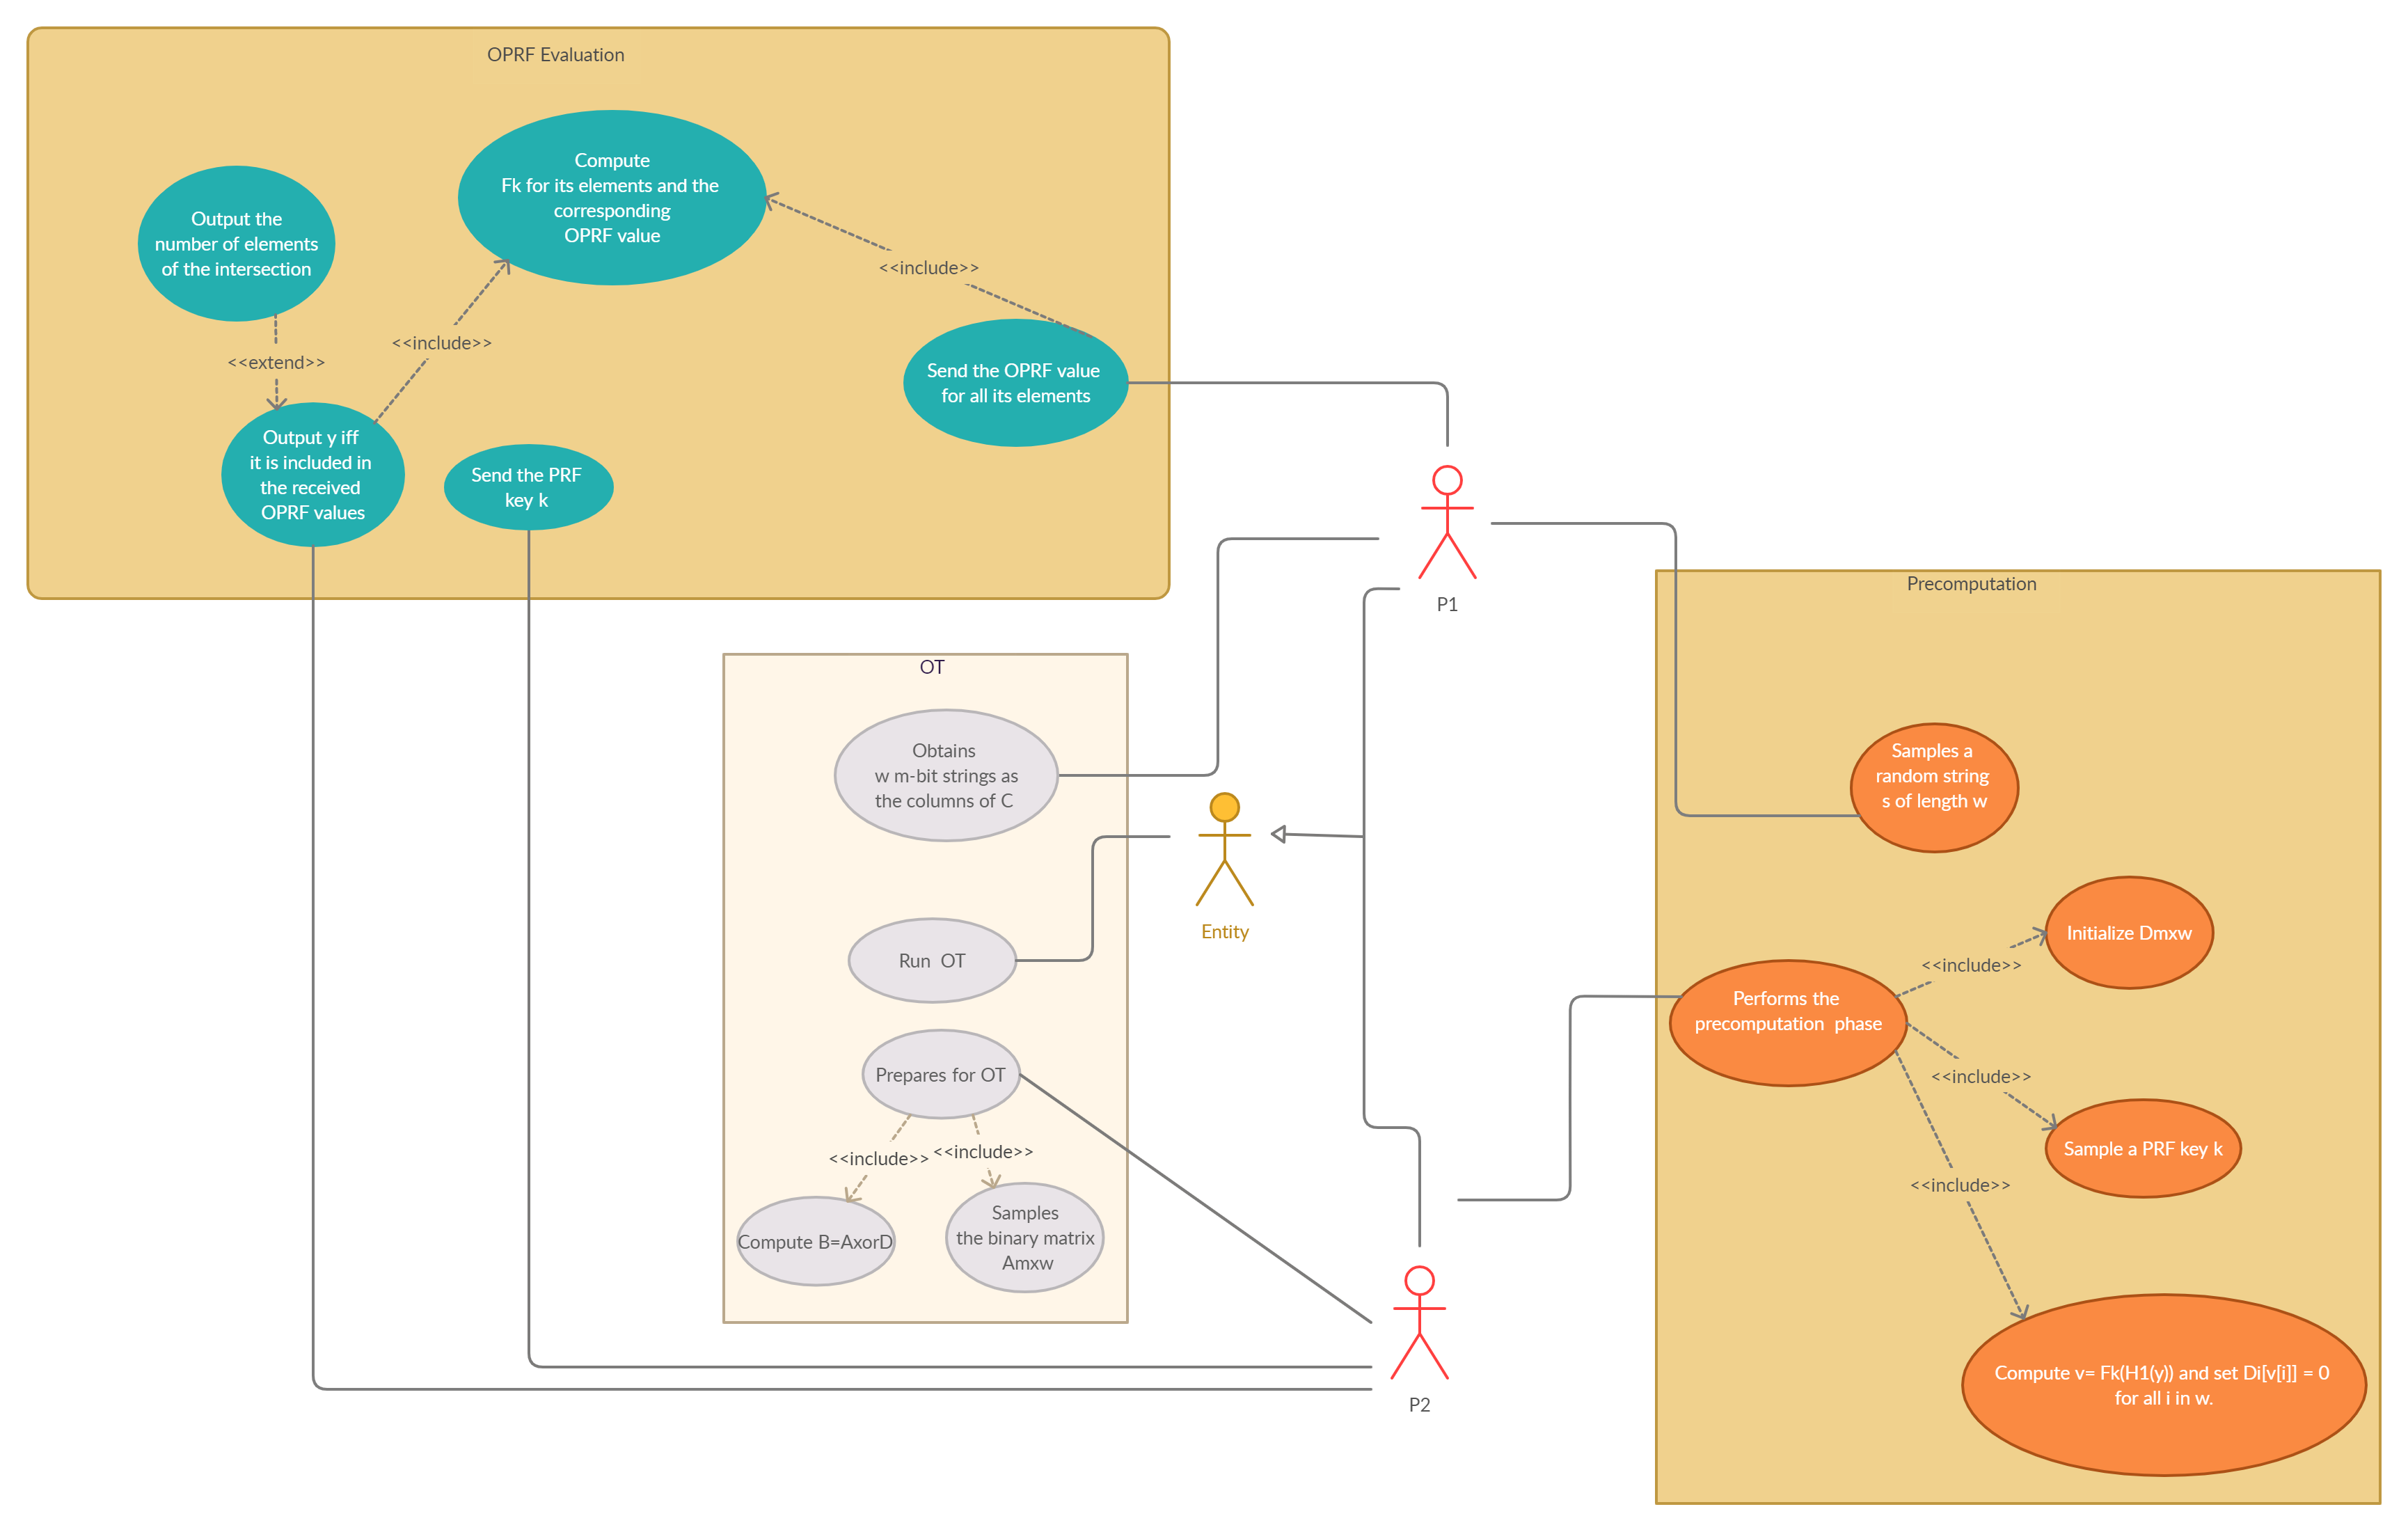 OPRF Evaluation
Compute
Fk for its elements and the
corresponding
OPRF value
Output the
number of elements
of the intersection
<<include>>
<<include>>
<<extend>>
Send the OPRF value
for all its elements
Output y iff
it is included in
the received
OPRF values
Send the PRF
key k
P1
Precomputation
OT
Obtains
w m-bit strings as
the columns of C
Samples a
random string
s of length w
Entity
Run OT
Initialize Dmxw
<<include>>
Performs the
precomputation phase
Prepares for OT
<<include>>
<<include>>
<<include>>
Sample a PRF key k
<<include>>
Compute B=AxorD
Samples
the binary matrix
Amxw
P2
Compute v= Fk(H1(y)) and set Di[v[i]] = 0
for all i in w.